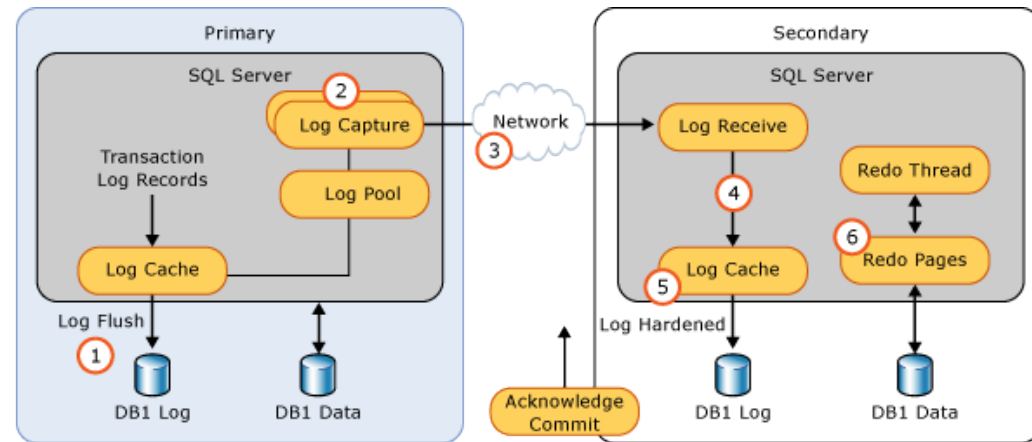 Primary
SQL Server
2
Log Capture
Transaction
Log Records
Log Pool
Log Cache
Log Flush
1
DB1 Log
DB1 Data
Network
3
Acknowledge
Commit
Secondary
SQL Server
Log Receive
4
Redo Thread
6
Redo Pages
Log Cache
5
Log Hardened
DB1 Log
DB1 Data